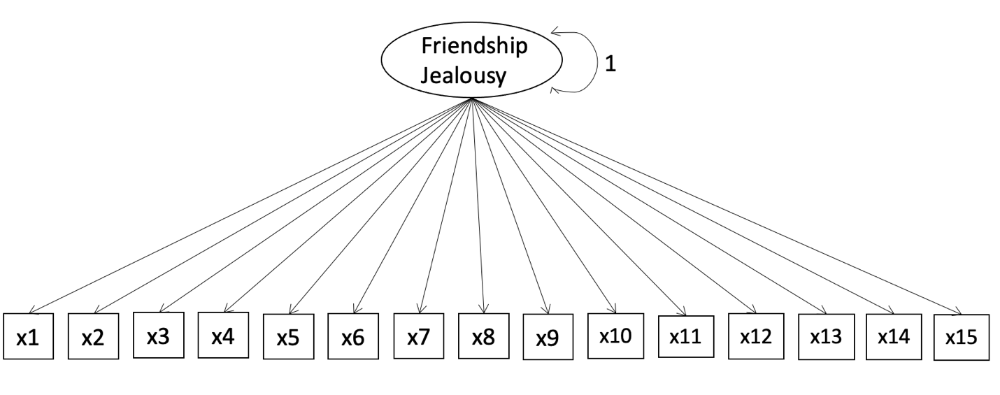 Friendship
Jealousy
1
x1 x2 x3 x4 x5 x6 x7 x8 x9 x10 x11 x12 x13 x14 x15